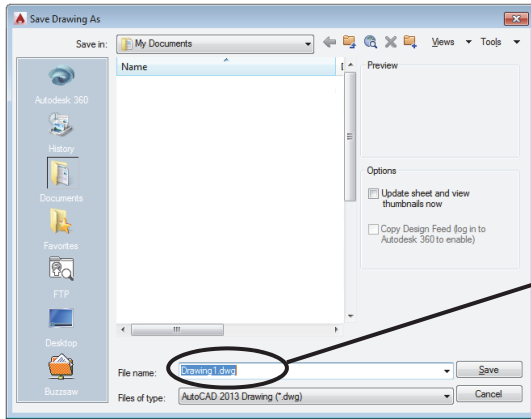 Save Drawing As
Save in: My Documents Views Tools
Name
Preview
Autodesk 360
History
Documents
Favorites
FTP
Desktop
Buzzsaw
Options
Update sheet and view
thumbnails now
Copy Design Feed (log in to
Autodesk 360 to enable)
File name: Drawing1.dwg Save
Files of type: AutoCAD 2013 Drawing (*.dwg) Cancel